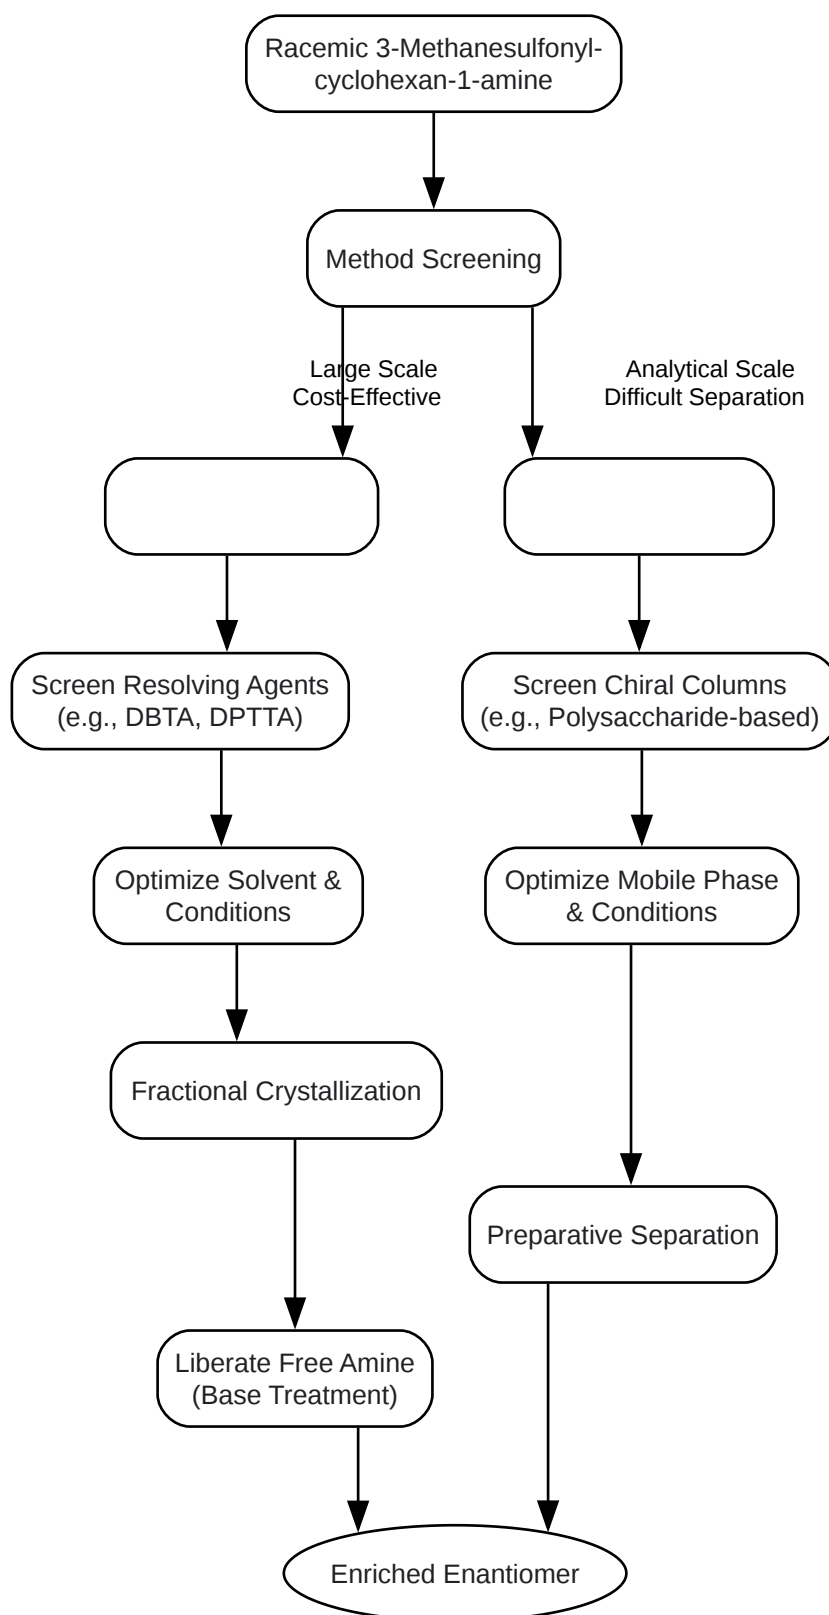 Racemic 3-Methanesulfonyl-
cyclohexan-1-amine
Method Screening
Large Scale
Cost-Effective
Analytical Scale
Difficult Separation
Screen Resolving Agents
(e.g., DBTA, DPTTA)
Screen Chiral Columns
(e.g., Polysaccharide-based)
Optimize Solvent &
Conditions
Optimize Mobile Phase
& Conditions
Fractional Crystallization
Preparative Separation
Liberate Free Amine
(Base Treatment)
Enriched Enantiomer